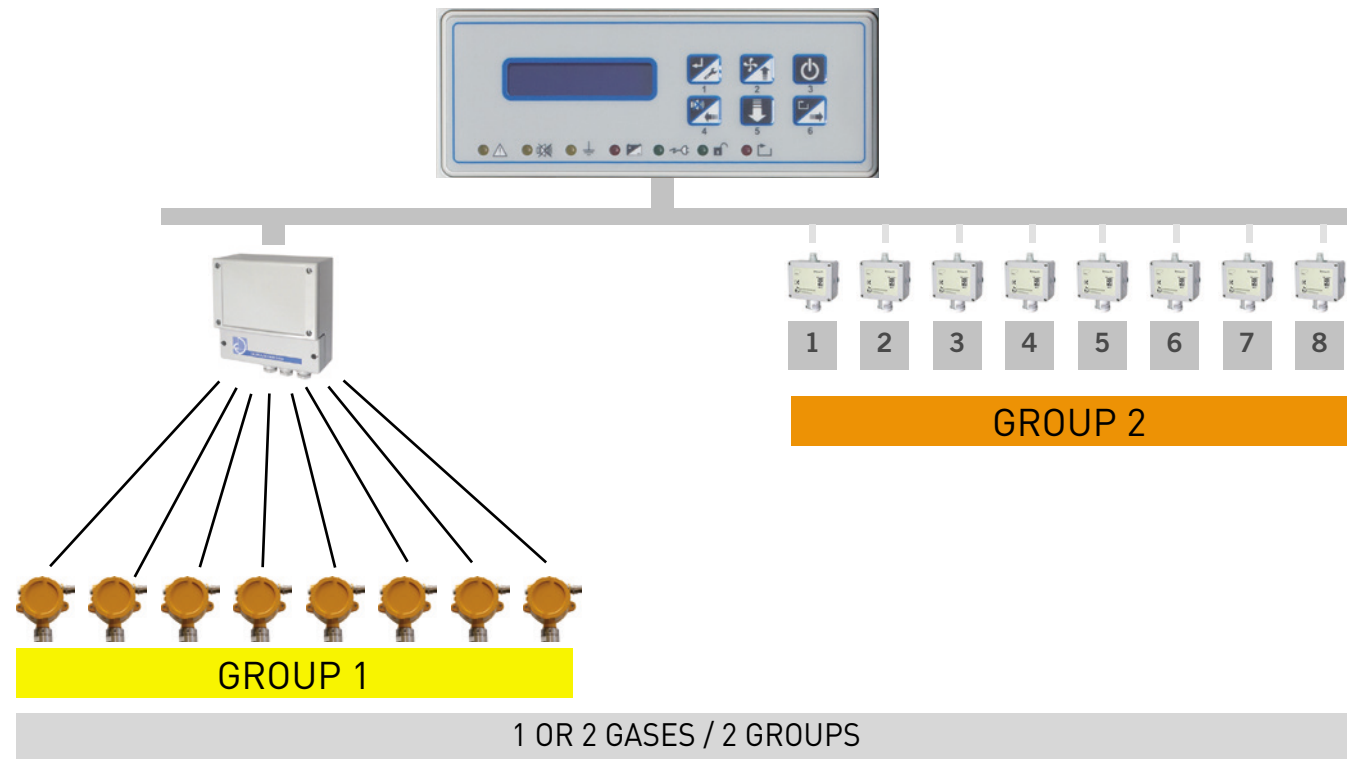 1 2 3
4 5 6
1 2 3 4 5 6 7 8
GROUP 2
GROUP 1
1 OR 2 GASES / 2 GROUPS